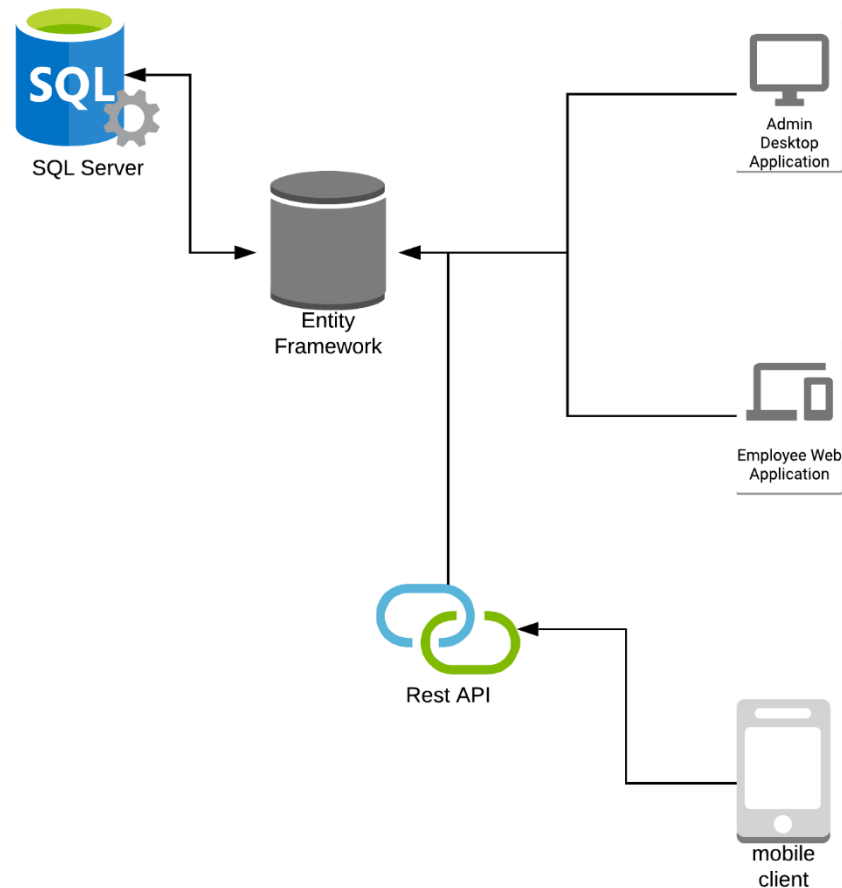 SQL
SQL Server
Admin
Desktop
Application
Entity
Framework
Employee Web
Application
Rest API
mobile
client